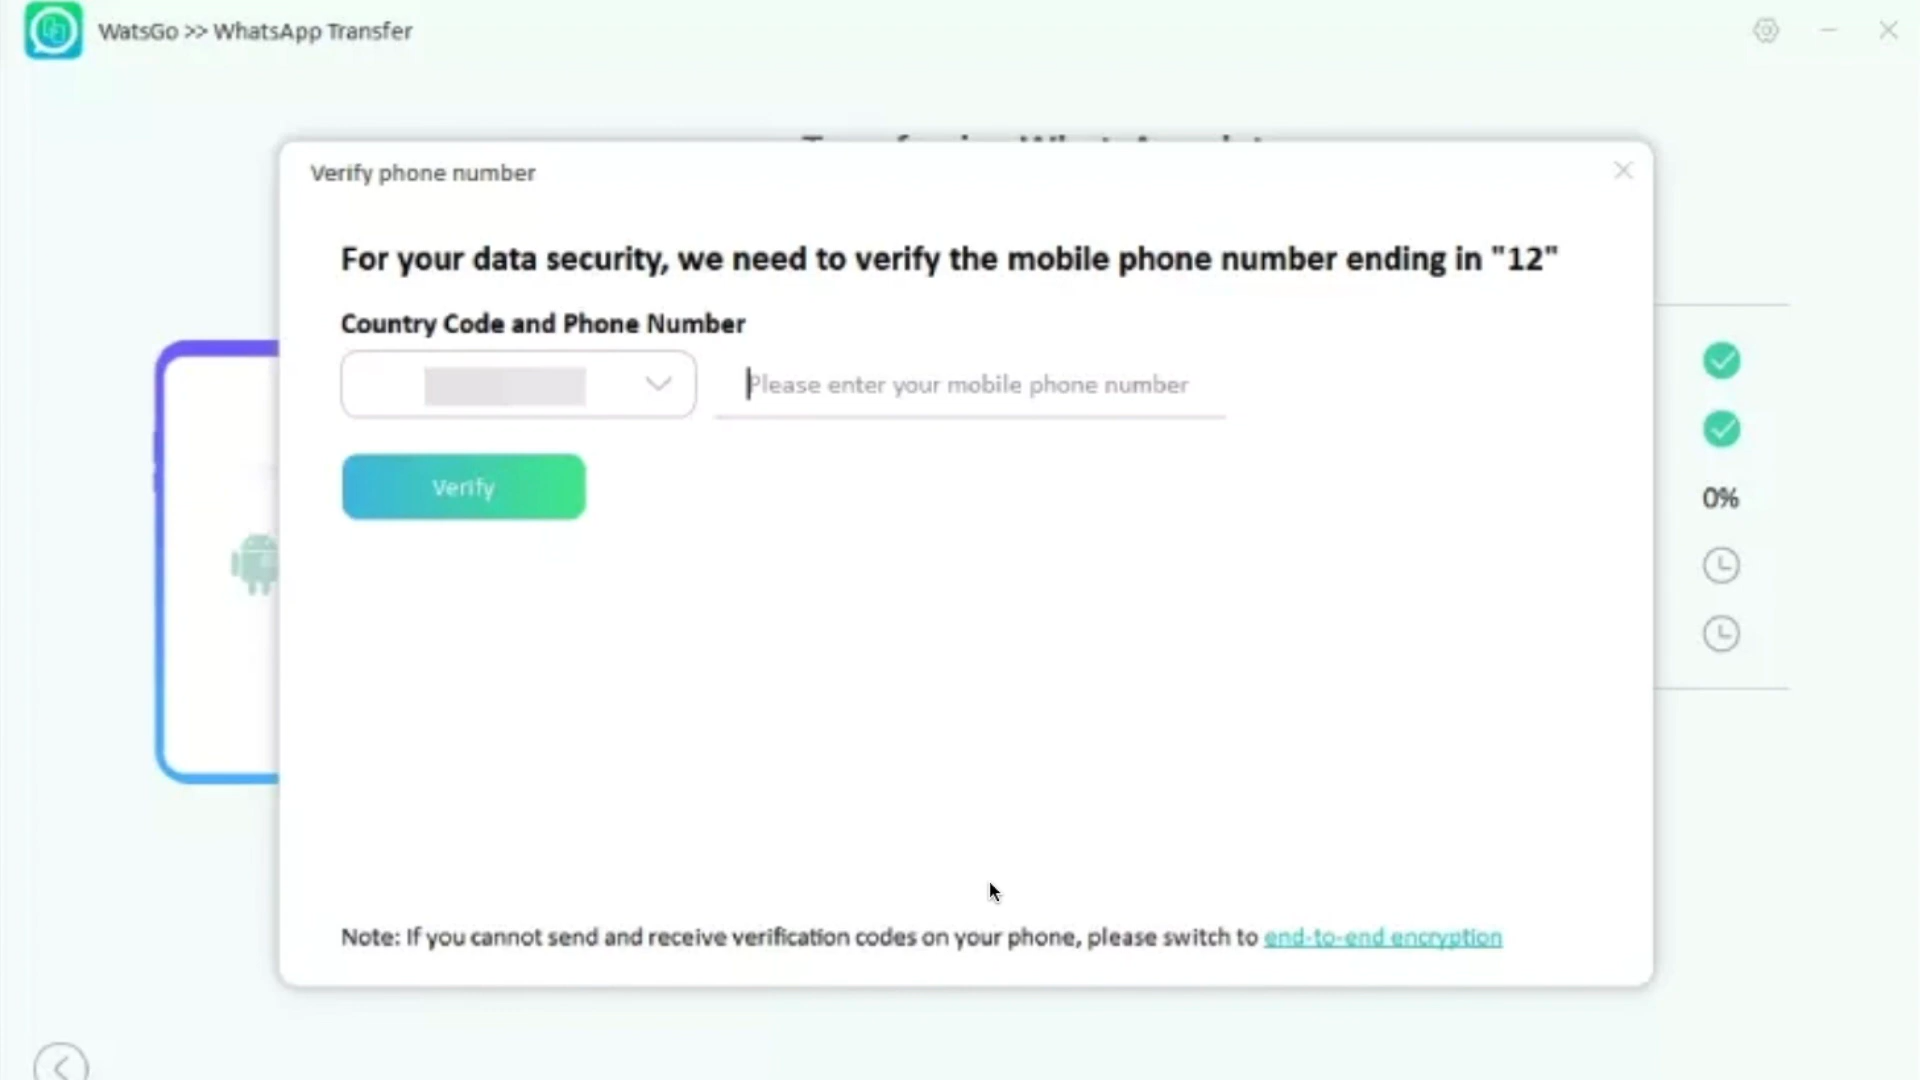 WatsGo >> WhatsApp Transfer
Verify phone number
For your data security, we need to verify the mobile phone number ending in "12"
Country Code and Phone Number
Please enter your mobile phone number
Verify
0%
Note: If you cannot send and receive verification codes on your phone, please switch to end-to-end encryption